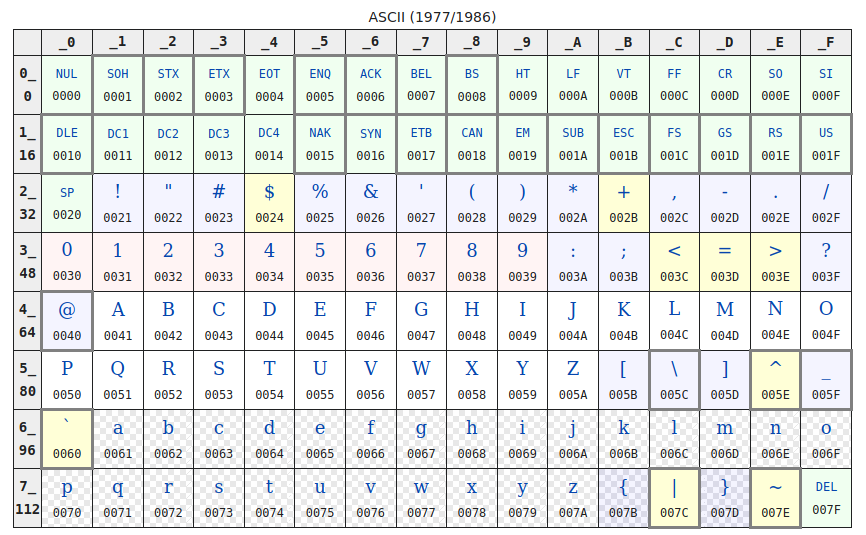 ASCII (1977/1986)
_0 _1 _2 _3 _4 _5 _6 _7 _8 _9 _A _B _C _D _E _F
0_ NUL SOH STX ETX EOT ENQ ACK BEL BS HT LF VT FF CR SO SI
0 0000 0001 0002 0003 0004 0005 0006 0007 0008 0009 000A 000B 000C 000D 000E 000F
1_ DLE DC1 DC2 DC3 DC4 NAK SYN ETB CAN EM SUB ESC FS GS RS US
16 0010 0011 0012 0013 0014 0015 0016 0017 0018 0019 001A 001B 001C 001D 001E 001F
2_ SP ! " # $ % & ' ( ) * + , - . /
32 0020 0021 0022 0023 0024 0025 0026 0027 0028 0029 002A 002B 002C 002D 002E 002F
3_ 0 1 2 3 4 5 6 7 8 9 : ; < = > ?
48 0030 0031 0032 0033 0034 0035 0036 0037 0038 0039 003A 003B 003C 003D 003E 003F
4_ @ A B C D E F G H I J K L M N O
64 0040 0041 0042 0043 0044 0045 0046 0047 0048 0049 004A 004B 004C 004D 004E 004F
5_ P Q R S T U V W X Y Z [ \ ] ^ _
80 0050 0051 0052 0053 0054 0055 0056 0057 0058 0059 005A 005B 005C 005D 005E 005F
6_ ` a b c d e f g h i j k l m n o
96 0060 0061 0062 0063 0064 0065 0066 0067 0068 0069 006A 006B 006C 006D 006E 006F
7_ p q r s t u v w x y z { | } ~ DEL
112 0070 0071 0072 0073 0074 0075 0076 0077 0078 0079 007A 007B 007C 007D 007E 007F